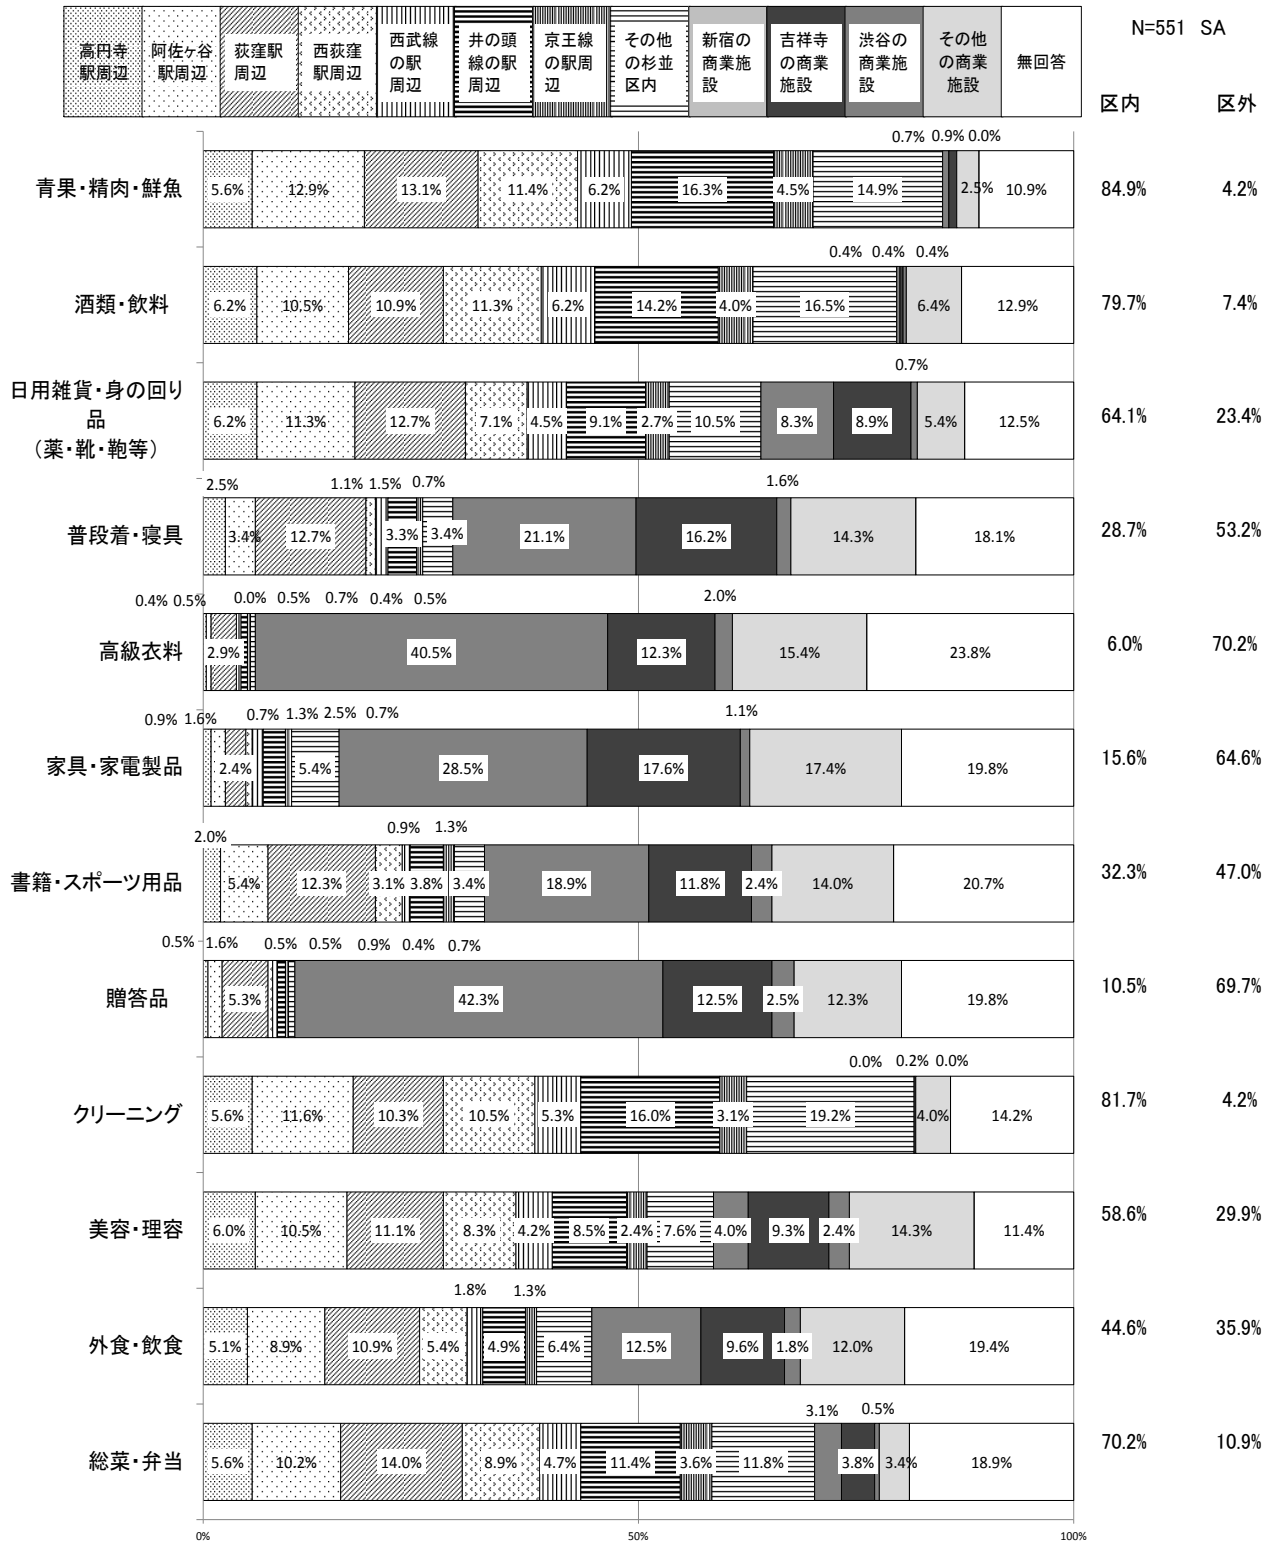 N=551 SA
高円寺
駅周辺
阿佐ヶ谷
駅周辺
荻窪駅
周辺
西荻窪
駅周辺
西武線
の駅
周辺
井の頭
線の駅
周辺
京王線
の駅周
辺
その他
の杉並
区内
新宿の
商業施
設
吉祥寺
の商業
施設
渋谷の
商業施
設
その他
の商業
施設
無回答
区内 区外
0.7% 0.9% 0.0%
青果・精肉・鮮魚 5.6% 12.9% 13.1% 11.4% 6.2% 16.3% 4.5% 14.9% 2.5% 10.9% 84.9% 4.2%
0.4% 0.4% 0.4%
酒類・飲料 6.2% 10.5% 10.9% 11.3% 6.2% 14.2% 4.0% 16.5% 6.4% 12.9% 79.7% 7.4%
0.7%
日用雑貨・身の回り
品
（薬・靴・鞄等）
6.2% 11.3% 12.7% 7.1% 4.5% 9.1% 2.7% 10.5% 8.3% 8.9% 5.4% 12.5% 64.1% 23.4%
2.5% 1.1% 1.5% 0.7% 1.6%
普段着・寝具 3.4% 12.7% 3.3% 3.4% 21.1% 16.2% 14.3% 18.1% 28.7% 53.2%
0.4% 0.5% 0.0% 0.5% 0.7% 0.4% 0.5% 2.0%
高級衣料 2.9% 40.5% 12.3% 15.4% 23.8% 6.0% 70.2%
0.9% 1.6% 0.7% 1.3% 2.5% 0.7% 1.1%
家具・家電製品 2.4% 5.4% 28.5% 17.6% 17.4% 19.8% 15.6% 64.6%
2.0% 0.9% 1.3%
書籍・スポーツ用品 5.4% 12.3% 3.1% 3.8% 3.4% 18.9% 11.8% 2.4% 14.0% 20.7% 32.3% 47.0%
0.5% 1.6% 0.5% 0.5% 0.9% 0.4% 0.7%
贈答品 5.3% 42.3% 12.5% 2.5% 12.3% 19.8% 10.5% 69.7%
0.0% 0.2% 0.0%
クリーニング 5.6% 11.6% 10.3% 10.5% 5.3% 16.0% 3.1% 19.2% 4.0% 14.2% 81.7% 4.2%
美容・理容 6.0% 10.5% 11.1% 8.3% 4.2% 8.5% 2.4% 7.6% 4.0% 9.3% 2.4% 14.3% 11.4% 58.6% 29.9%
1.8% 1.3%
外食・飲食 5.1% 8.9% 10.9% 5.4% 4.9% 6.4% 12.5% 9.6% 1.8% 12.0% 19.4% 44.6% 35.9%
3.1% 0.5%
総菜・弁当 5.6% 10.2% 14.0% 8.9% 4.7% 11.4% 3.6% 11.8% 3.8% 3.4% 18.9% 70.2% 10.9%
0% 50% 100%